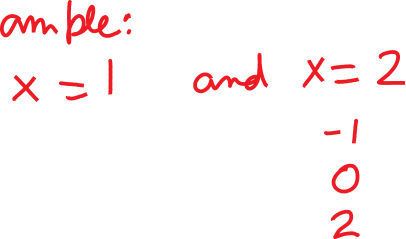 ample:
x = 1 and x = 2
-1
0
2